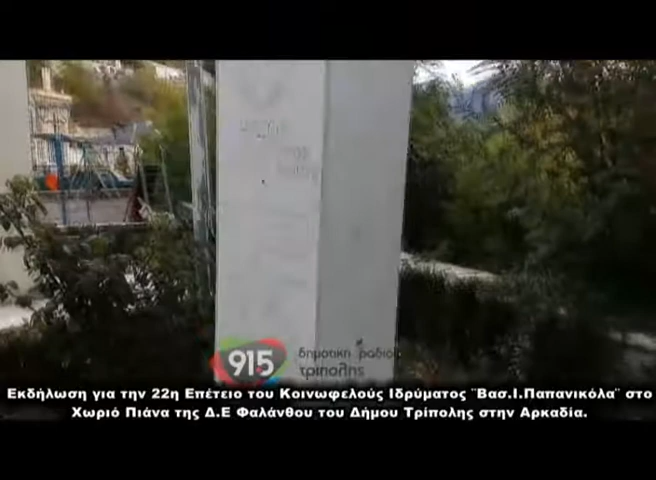 915
δημοτικη ραδιο
τριπολης
Εκδήλωση για την 22η Επέτειο του Κοινωφελούς Ιδρύματος ¨Βασ.Ι.Παπανικόλα¨ στο
Χωριό Πιάνα της Δ.Ε Φαλάνθου του Δήμου Τρίπολης στην Αρκαδία.